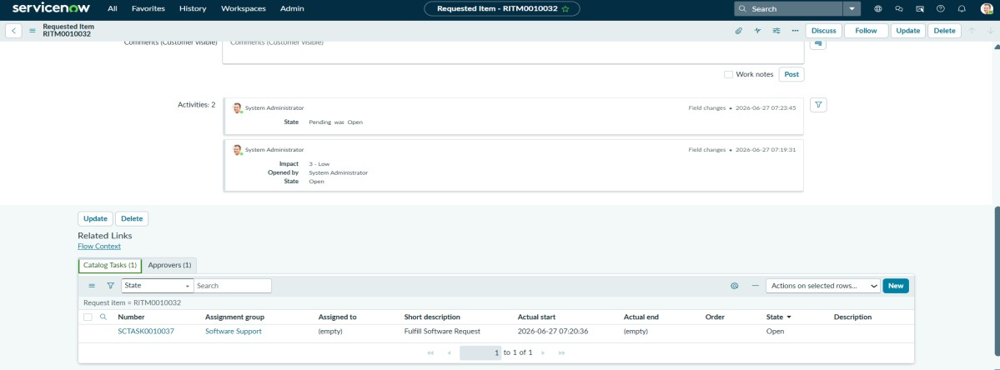 servicenow All Favorites History Workspaces Admin Requested Item - RITM0010032 Search
Requested Item
RITM0010032
Discuss Follow Update Delete
Comments (Customer visible) Comments (Customer visible)
Work notes Post
Activities: 2
System Administrator Field changes • 2026-06-27 07:23:45
State Pending was Open
System Administrator Field changes • 2026-06-27 07:19:31
Impact 3 - Low
Opened by System Administrator
State Open
Update Delete
Related Links
Flow Context
Catalog Tasks (1) Approvers (1)
State Search Actions on selected rows... New
Request item = RITM0010032
Number Assignment group Assigned to Short description Actual start Actual end Order State Description
SCTASK0010037 Software Support (empty) Fulfill Software Request 2026-06-27 07:20:36 (empty) Open
1 to 1 of 1